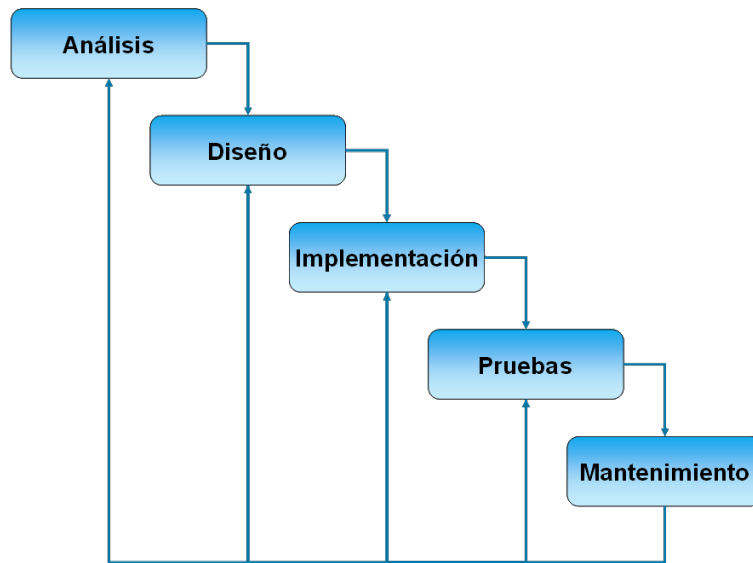 Análisis
Diseño
Implementación
Pruebas
Mantenimiento